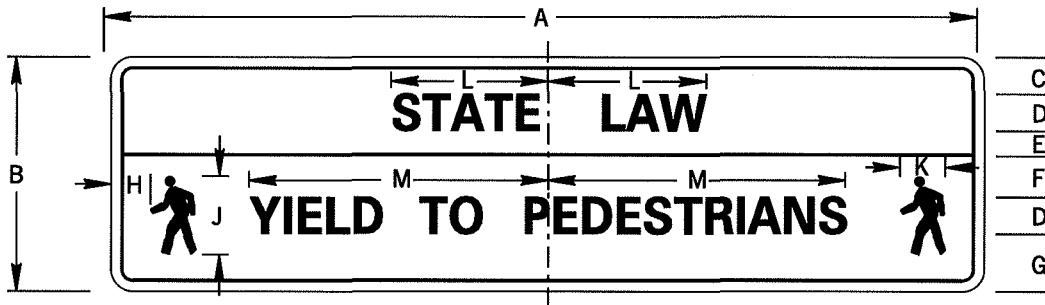 A
C
L L
STATE LAW
D
B
E
H K
M M
F
J
YIELD TO PEDESTRIANS
D
G